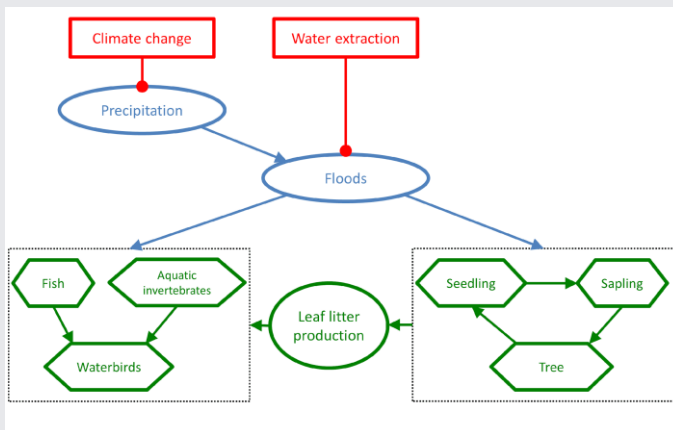 Climate change
Water extraction
Precipitation
Floods
Fish
Aquatic
invertebrates
Waterbirds
Leaf litter
production
Seedling
Sapling
Tree